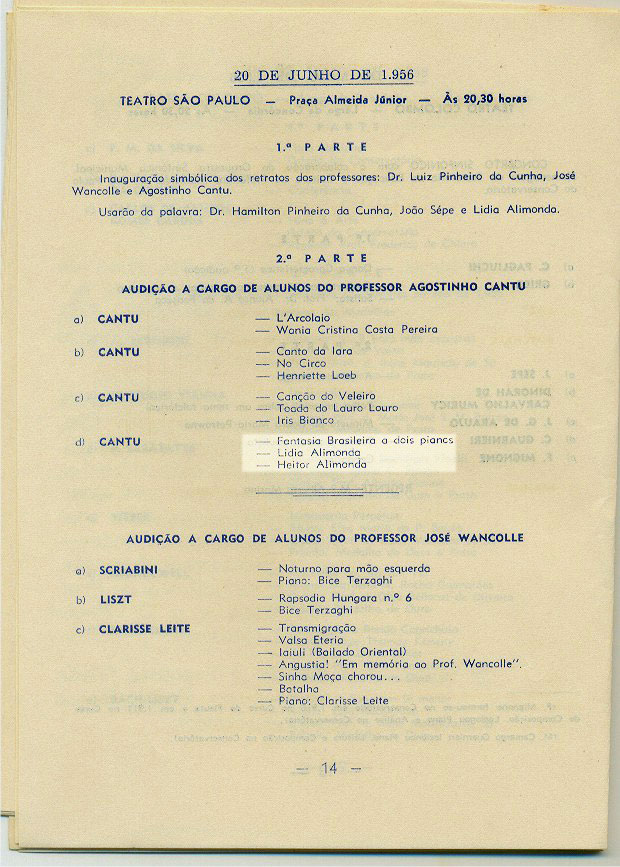 20 DE JUNHO DE 1.956
TEATRO SÃO PAULO — Praça Almeida Júnior — Às 20,30 horas
1.ª PARTE
Inauguração simbólica dos retratos dos professores: Dr. Luiz Pinheiro da Cunha, José
Wancolle e Agostinho Cantu.
Usarão da palavra: Dr. Hamilton Pinheiro da Cunha, João Sépe e Lidia Alimonda.
2.ª PARTE
AUDIÇÃO A CARGO DE ALUNOS DO PROFESSOR AGOSTINHO CANTU
a) CANTU — L'Arcolaio
— Wania Cristina Costa Pereira
b) CANTU — Canto da Iara
— No Circo
— Henriette Loeb
c) CANTU — Canção do Veleiro
— Toada do Lauro Louro
— Iris Bianco
d) CANTU — Fantasia Brasileira a dois pianos
— Lidia Alimonda
— Heitor Alimonda
AUDIÇÃO A CARGO DE ALUNOS DO PROFESSOR JOSÉ WANCOLLE
a) SCRIABINI — Noturno para mão esquerda
— Piano: Bice Terzaghi
b) LISZT — Rapsodia Hungara n.º 6
— Bice Terzaghi
c) CLARISSE LEITE — Transmigração
— Valsa Eteria
— Iaiuli (Bailado Oriental)
— Angustia! "Em memória ao Prof. Wancolle".
— Sinha Moça chorou...
— Batalha
— Piano: Clarisse Leite
— 14 —